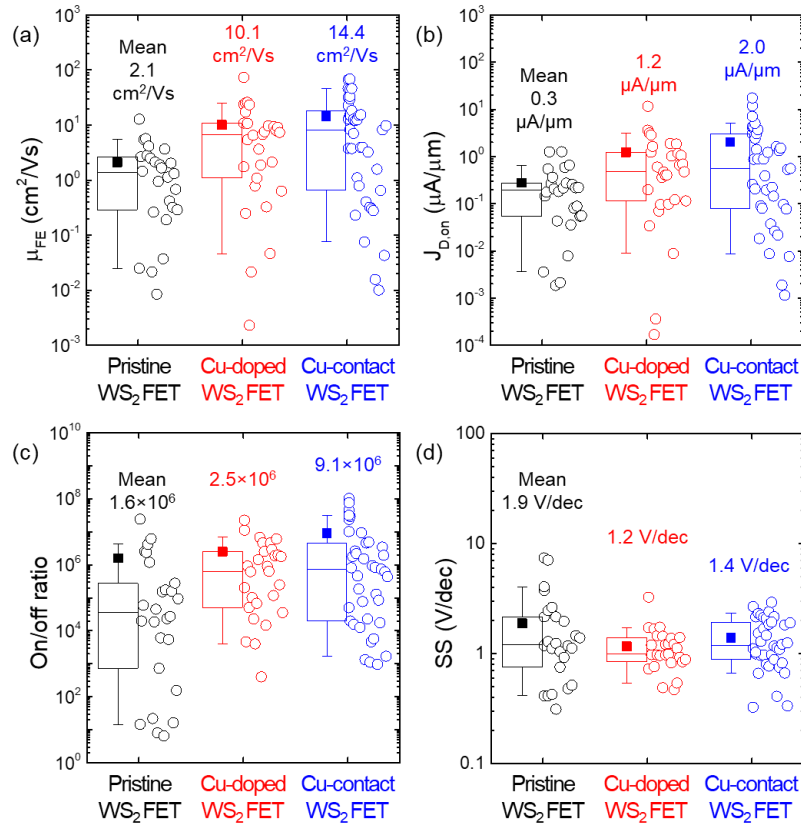 (a)
Mean
2.1
cm²/Vs
10.1
cm²/Vs
14.4
cm²/Vs
10³
10²
10¹
10⁰
10⁻¹
10⁻²
10⁻³
μFE (cm²/Vs)
Pristine
WS₂ FET
Cu-doped
WS₂ FET
Cu-contact
WS₂ FET
(b)
Mean
0.3
μA/μm
1.2
μA/μm
2.0
μA/μm
10³
10²
10¹
10⁰
10⁻¹
10⁻²
10⁻³
10⁻⁴
JD,on (μA/μm)
Pristine
WS₂ FET
Cu-doped
WS₂ FET
Cu-contact
WS₂ FET
(c)
Mean
1.6×10⁶
2.5×10⁶
9.1×10⁶
10¹⁰
10⁸
10⁶
10⁴
10²
10⁰
On/off ratio
Pristine
WS₂ FET
Cu-doped
WS₂ FET
Cu-contact
WS₂ FET
(d)
Mean
1.9 V/dec
1.2 V/dec
1.4 V/dec
100
10
1
0.1
SS (V/dec)
Pristine
WS₂ FET
Cu-doped
WS₂ FET
Cu-contact
WS₂ FET